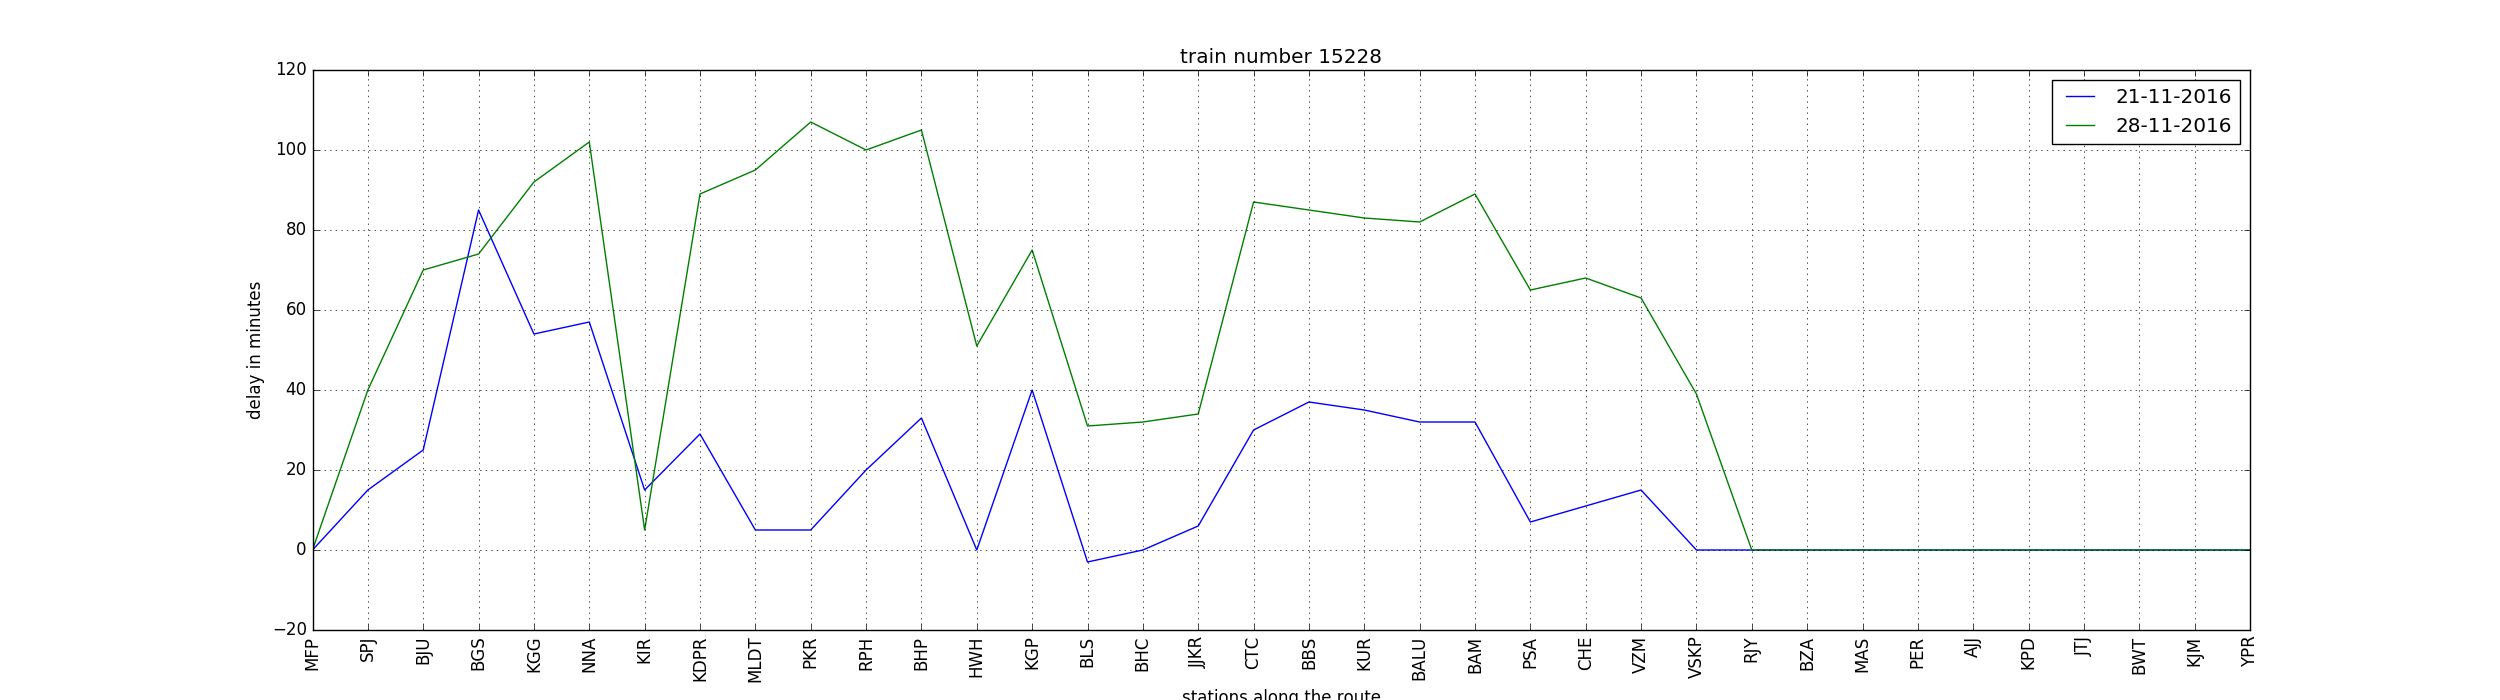 train number 15228
120
100
80
60
40
20
0
−20
delay in minutes
21-11-2016
28-11-2016
MFP
SPJ
BJU
BGS
KGG
NNA
KIR
KDPR
MLDT
PKR
RPH
BHP
HWH
KGP
BLS
BHC
JJKR
CTC
BBS
KUR
BALU
BAM
PSA
CHE
VZM
VSKP
RJY
BZA
MAS
PER
AJJ
KPD
JTJ
BWT
KJM
YPR
stations along the route